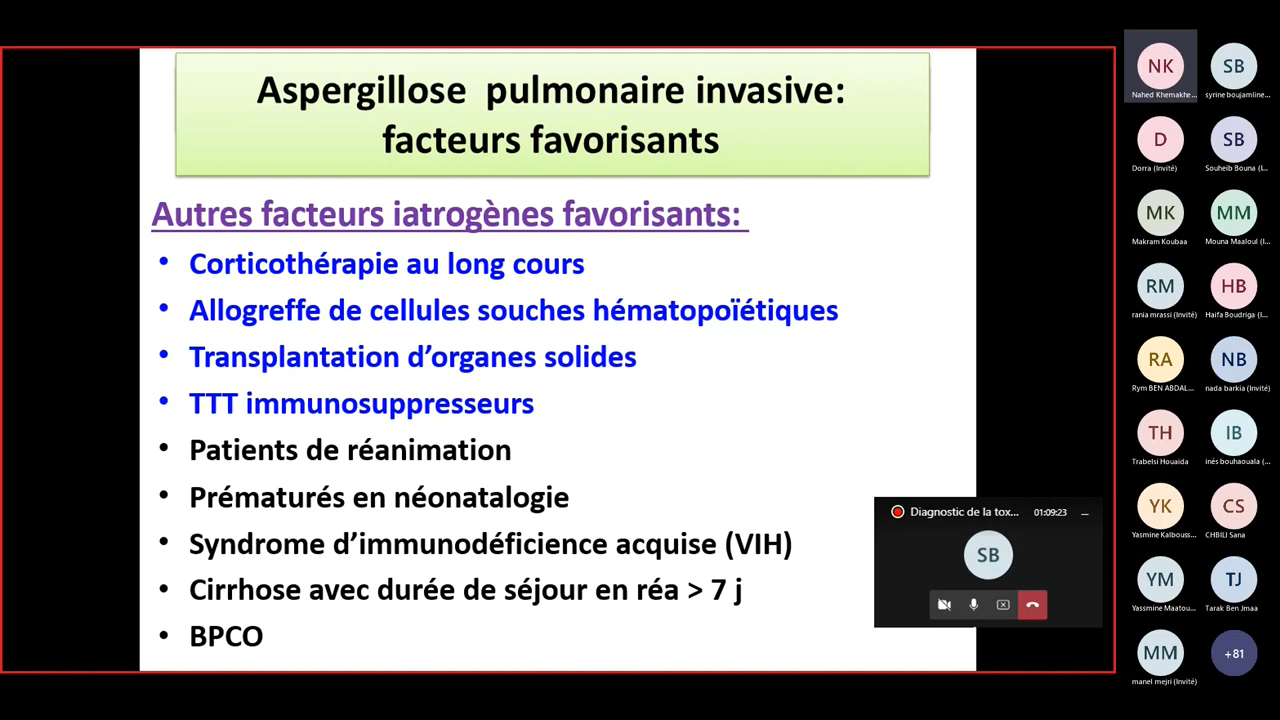 Aspergillose pulmonaire invasive:
facteurs favorisants
Autres facteurs iatrogènes favorisants:
• Corticothérapie au long cours
• Allogreffe de cellules souches hématopoïétiques
• Transplantation d’organes solides
• TTT immunosuppresseurs
• Patients de réanimation
• Prématurés en néonatalogie
• Syndrome d’immunodéficience acquise (VIH)
• Cirrhose avec durée de séjour en réa > 7 j
• BPCO
Diagnostic de la tox... 01:09:23
SB
NK SB
Nahed Khemakhe... syrine boujamline...
D SB
Dorra (Invité) Souheib Bouna (I...
MK MM
Makram Koubaa Mouna Maaloul (I...
RM HB
rania mrassi (Invité) Haifa Boudriga (I...
RA NB
Rym BEN ABDAL... nada barkia (Invité)
TH IB
Trabelsi Houaida inés bouhaouala (...
YK CS
Yasmine Kalbouss... CHBILI Sana
YM TJ
Yassmine Maatou... Tarak Ben Jmaa
MM +81
manel mejri (Invité)